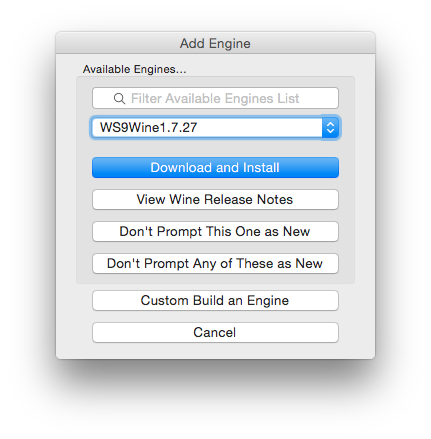 Add Engine
Available Engines...
Filter Available Engines List
WS9Wine1.7.27
Download and Install
View Wine Release Notes
Don't Prompt This One as New
Don't Prompt Any of These as New
Custom Build an Engine
Cancel